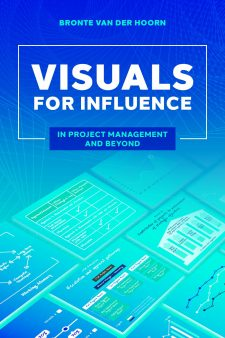 BRONTE VAN DER HOORN
VISUALS
FOR INFLUENCE
IN PROJECT MANAGEMENT
AND BEYOND